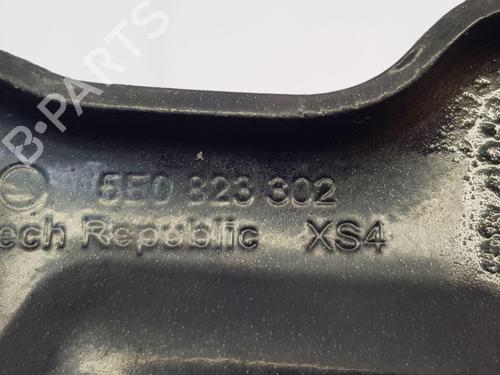 B-PARTS
5E0 823 302
ech Republic XS4